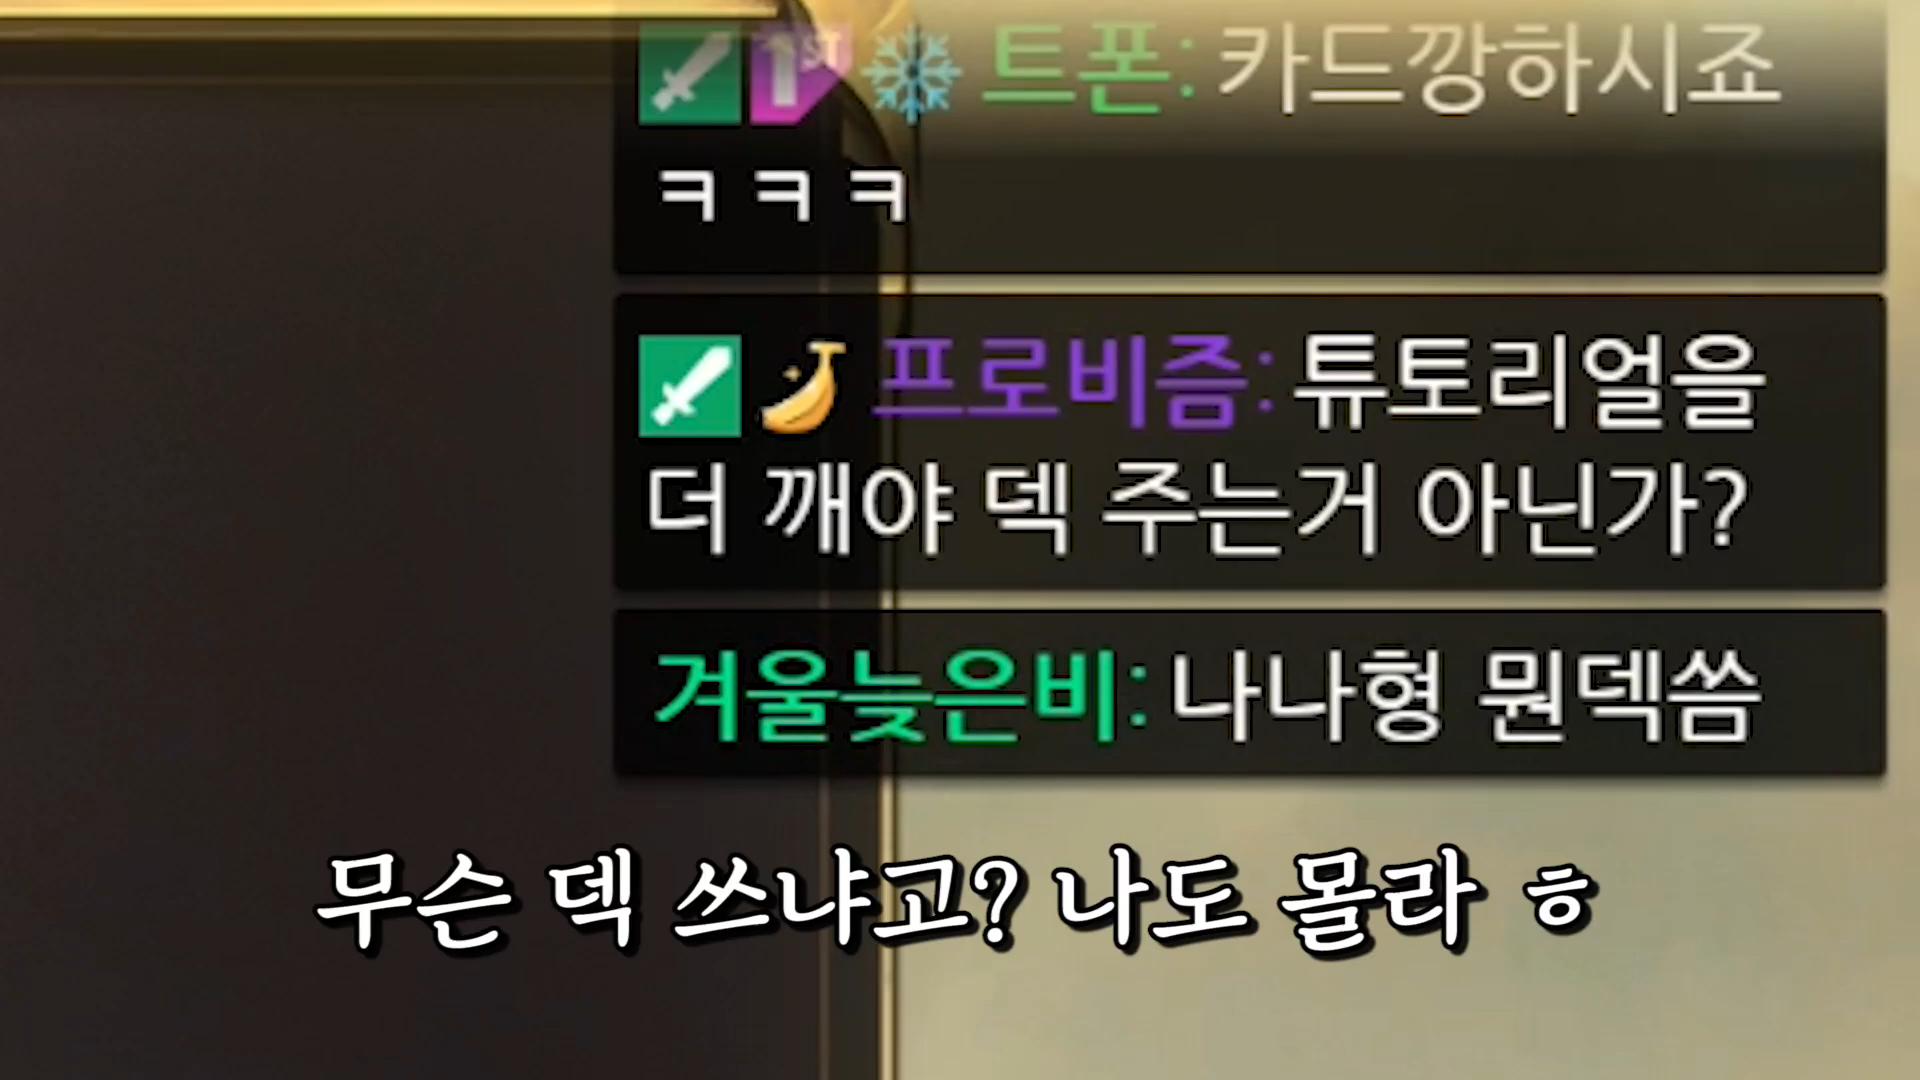 1ST 트폰: 카드깡하시죠
ㅋㅋㅋ
프로비즘: 튜토리얼을
더 깨야 덱 주는거 아닌가?
겨울늦은비: 나나형 뭔덱씀
무슨 덱 쓰냐고? 나도 몰라 ㅎ